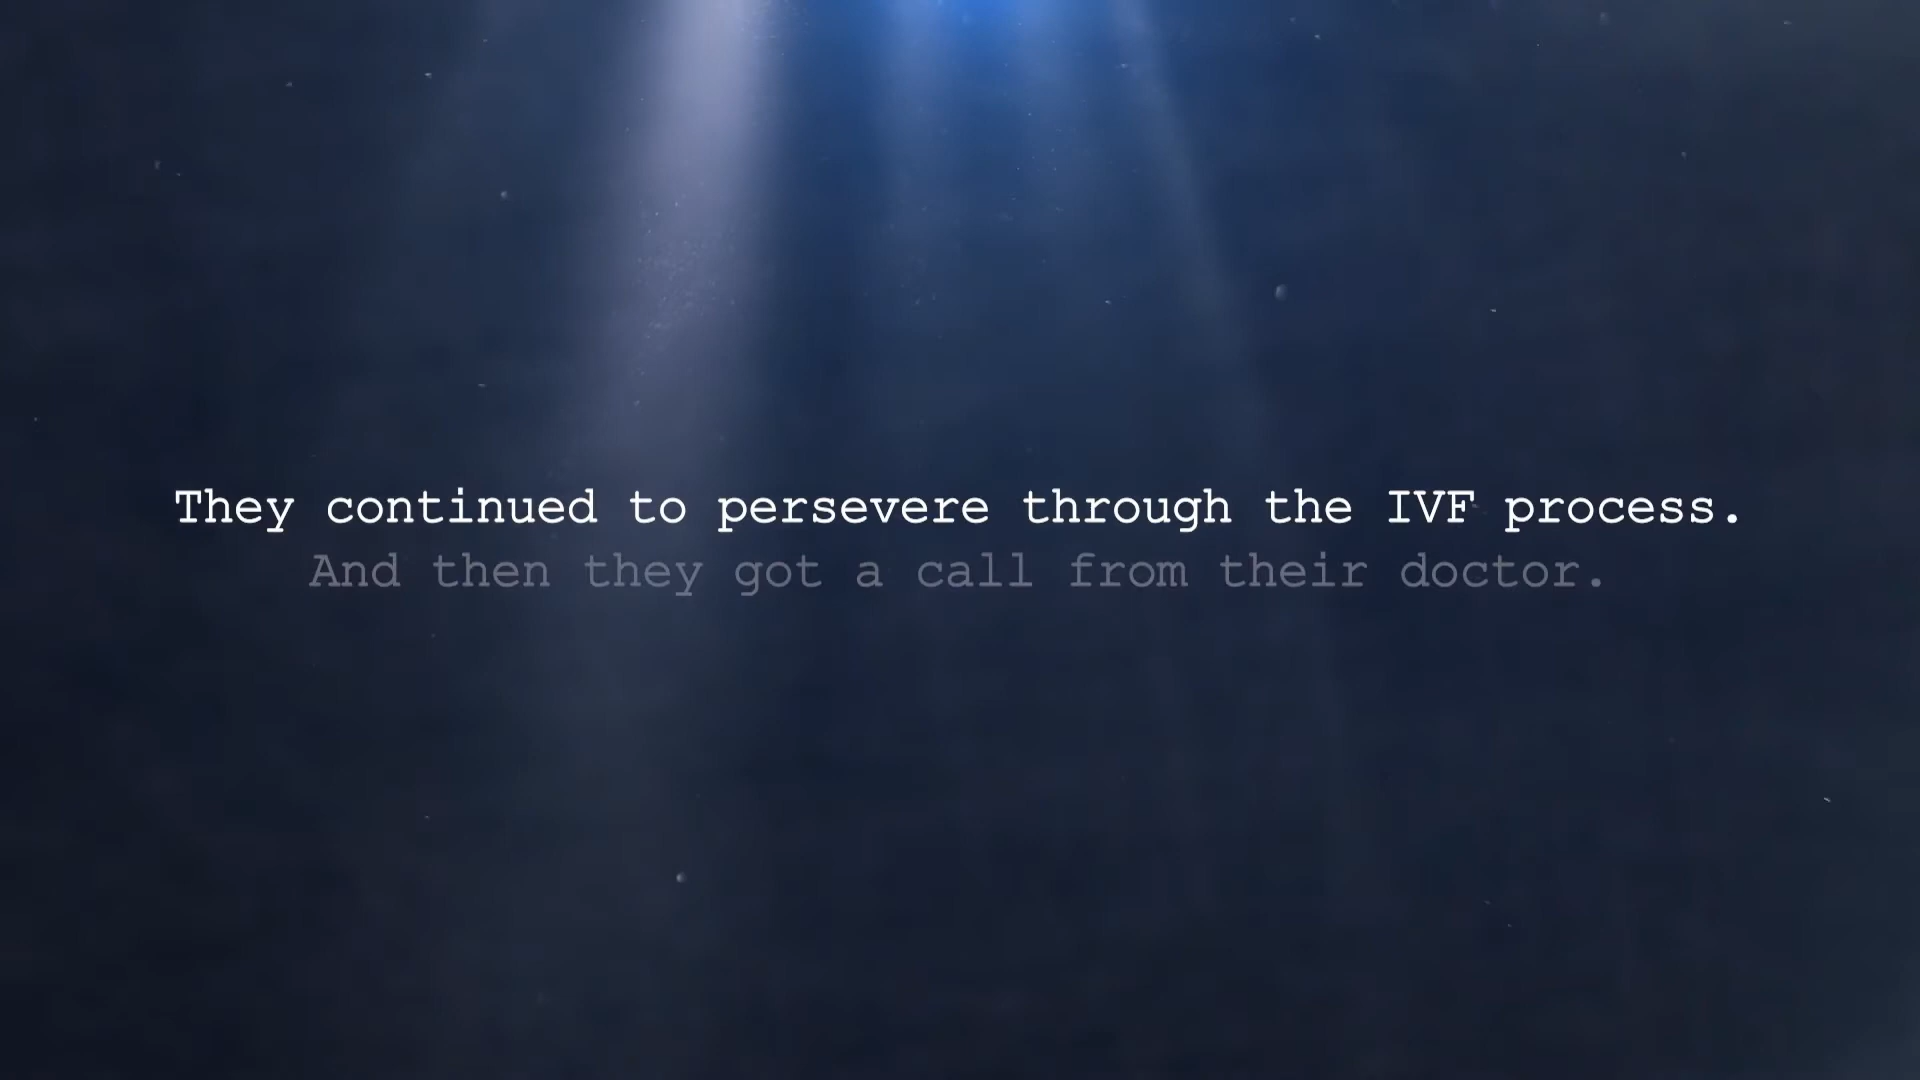 They continued to persevere through the IVF process.
And then they got a call from their doctor.